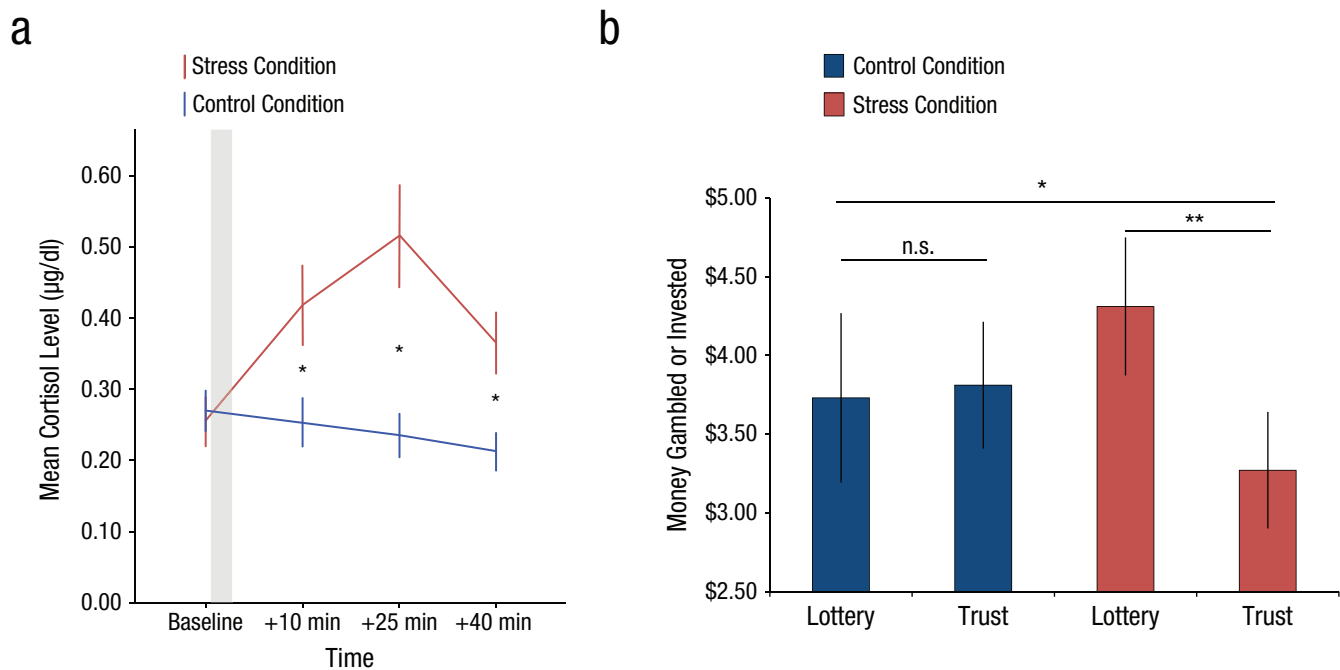 a
Stress Condition
Control Condition
Mean Cortisol Level (µg/dl)
0.60
0.50
0.40
0.30
0.20
0.10
0.00
*
*
*
Baseline +10 min +25 min +40 min
Time
b
Control Condition
Stress Condition
Money Gambled or Invested
$5.00
$4.50
$4.00
$3.50
$3.00
$2.50
*
**
n.s.
Lottery Trust Lottery Trust